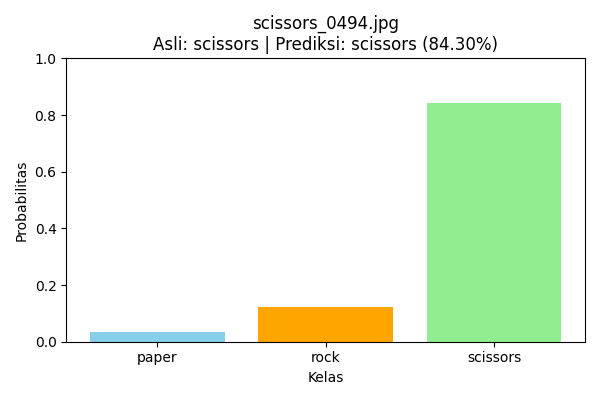 scissors_0494.jpg
Asli: scissors | Prediksi: scissors (84.30%)
1.0
0.8
0.6
0.4
0.2
0.0
Probabilitas
paper
rock
scissors
Kelas